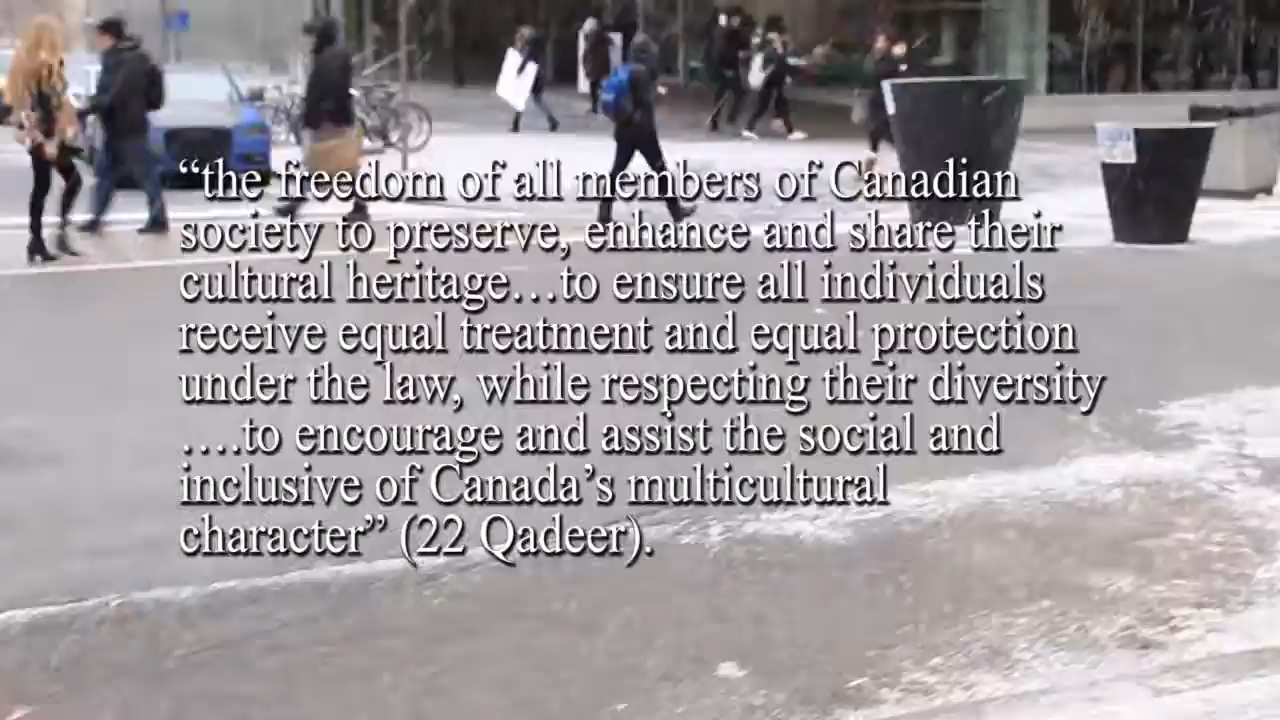 “the freedom of all members of Canadian
society to preserve, enhance and share their
cultural heritage…to ensure all individuals
receive equal treatment and equal protection
under the law, while respecting their diversity
….to encourage and assist the social and
inclusive of Canada’s multicultural
character” (22 Qadeer).